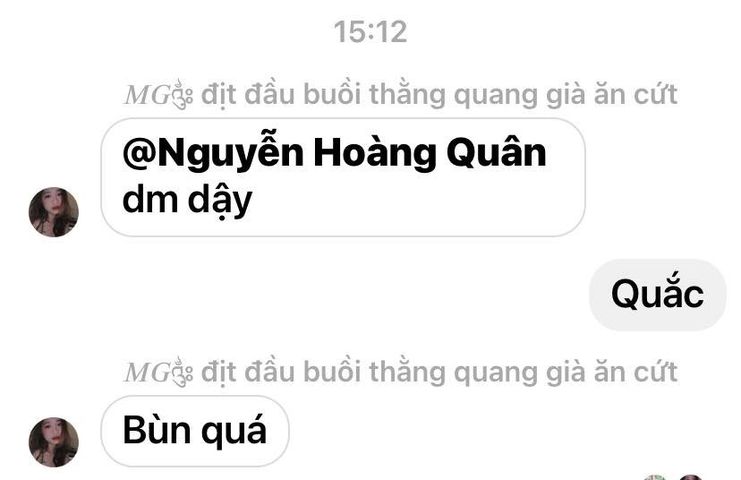 15:12
MG địt đầu buồi thằng quang già ăn cứt
@Nguyễn Hoàng Quân
dm dậy
Quắc
MG địt đầu buồi thằng quang già ăn cứt
Bùn quá